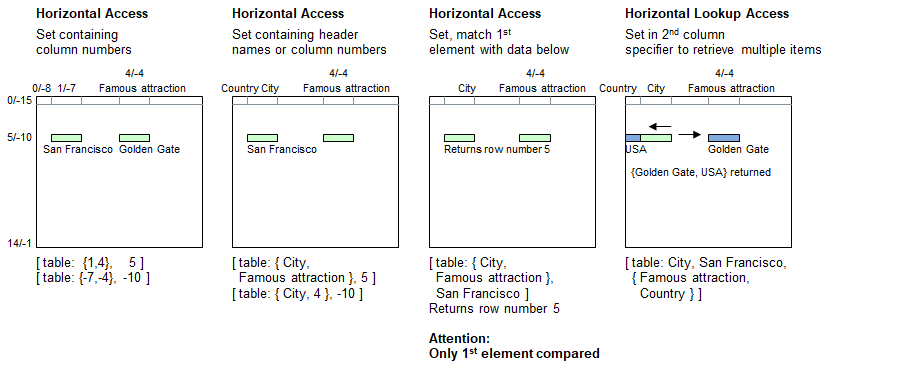 Horizontal Access
Set containing
column numbers
4/-4
0/-8 1/-7 Famous attraction
0/-15
5/-10
San Francisco Golden Gate
14/-1
[ table: {1,4}, 5 ]
[ table: {-7,-4}, -10 ]
Horizontal Access
Set containing header
names or column numbers
4/-4
Country City Famous attraction
San Francisco
[ table: { City,
Famous attraction }, 5 ]
[ table: { City, 4 }, -10 ]
Horizontal Access
Set, match 1st
element with data below
4/-4
City Famous attraction
Returns row number 5
[ table: { City,
Famous attraction },
San Francisco ]
Returns row number 5
Attention:
Only 1st element compared
Horizontal Lookup Access
Set in 2nd column
specifier to retrieve multiple items
4/-4
Country City Famous attraction
USA Golden Gate
{Golden Gate, USA} returned
[ table: City, San Francisco,
{ Famous attraction,
Country } ]